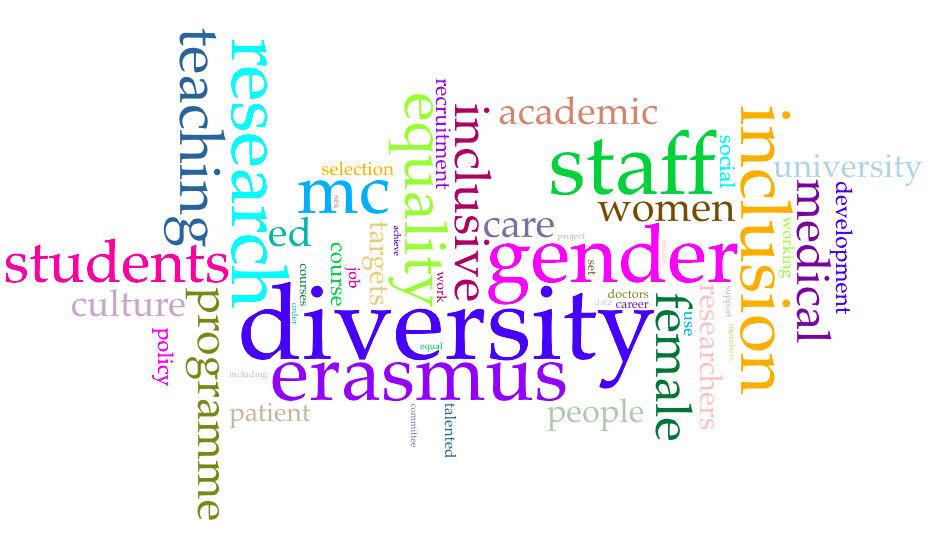 teaching
research
recruitment
equality
inclusive
academic
staff
social
inclusion
university
selection
mc
sex
women
medical
development
students
ed
achieve
targets
care
project
gender
working
culture
programme
courses
course
job
work
set
doctors
data
career
female
use
researchers
support
members
diversity
policy
equal
including
erasmus
patient
committee
talented
people